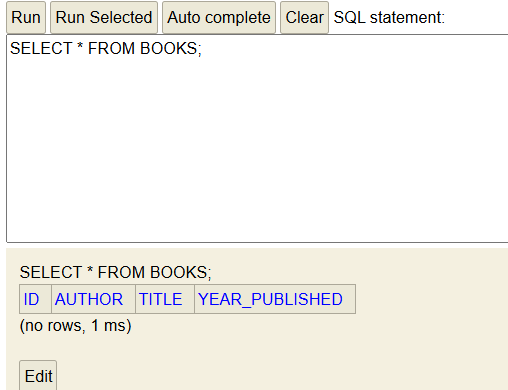 Run Run Selected Auto complete Clear SQL statement:
SELECT * FROM BOOKS;
SELECT * FROM BOOKS;
ID AUTHOR TITLE YEAR_PUBLISHED
(no rows, 1 ms)
Edit